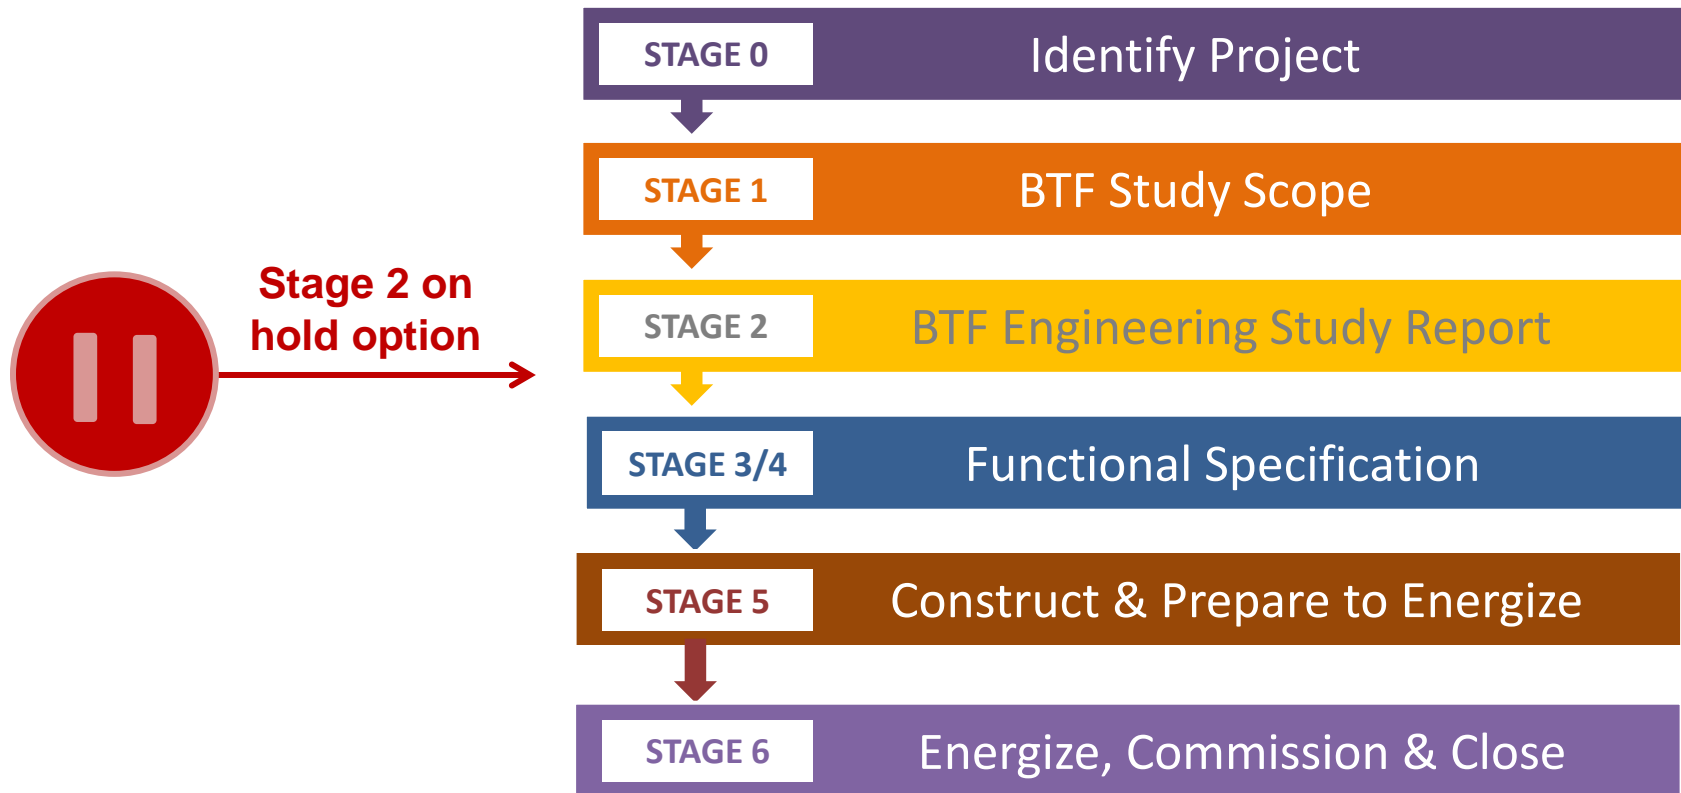 STAGE 0 Identify Project
STAGE 1 BTF Study Scope
Stage 2 on
hold option
STAGE 2 BTF Engineering Study Report
STAGE 3/4 Functional Specification
STAGE 5 Construct & Prepare to Energize
STAGE 6 Energize, Commission & Close